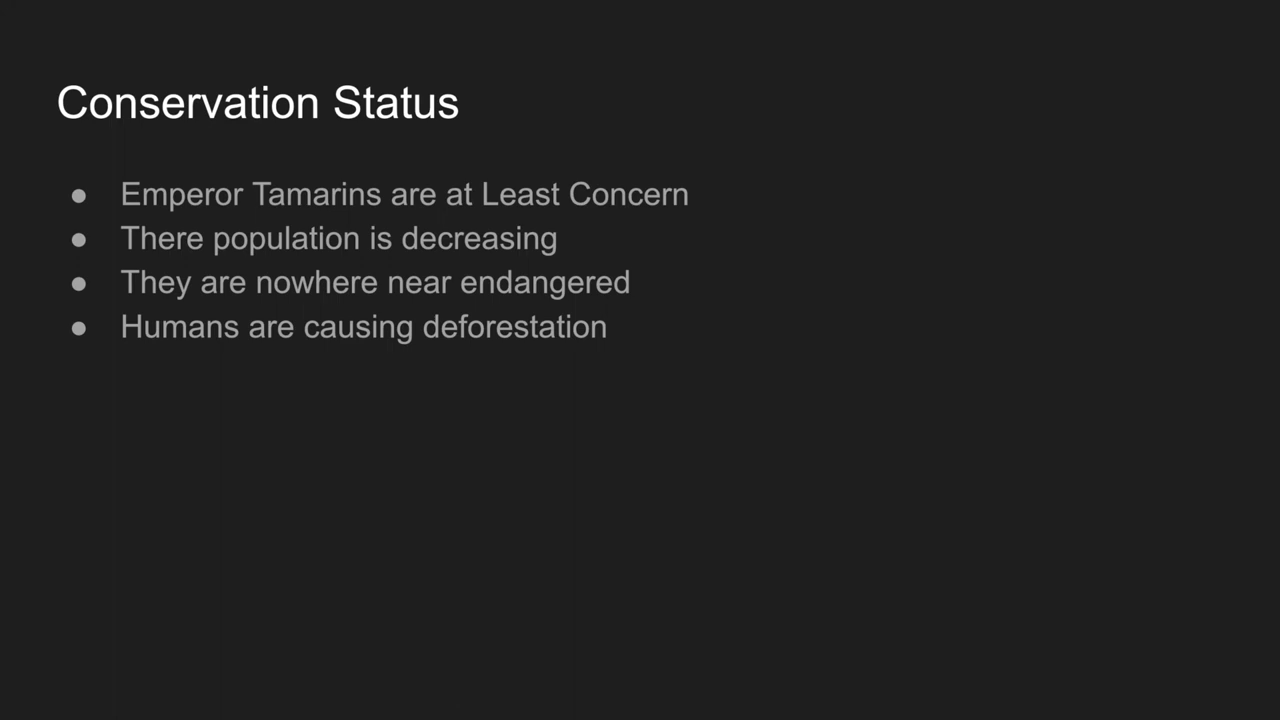 Conservation Status
● Emperor Tamarins are at Least Concern
● There population is decreasing
● They are nowhere near endangered
● Humans are causing deforestation